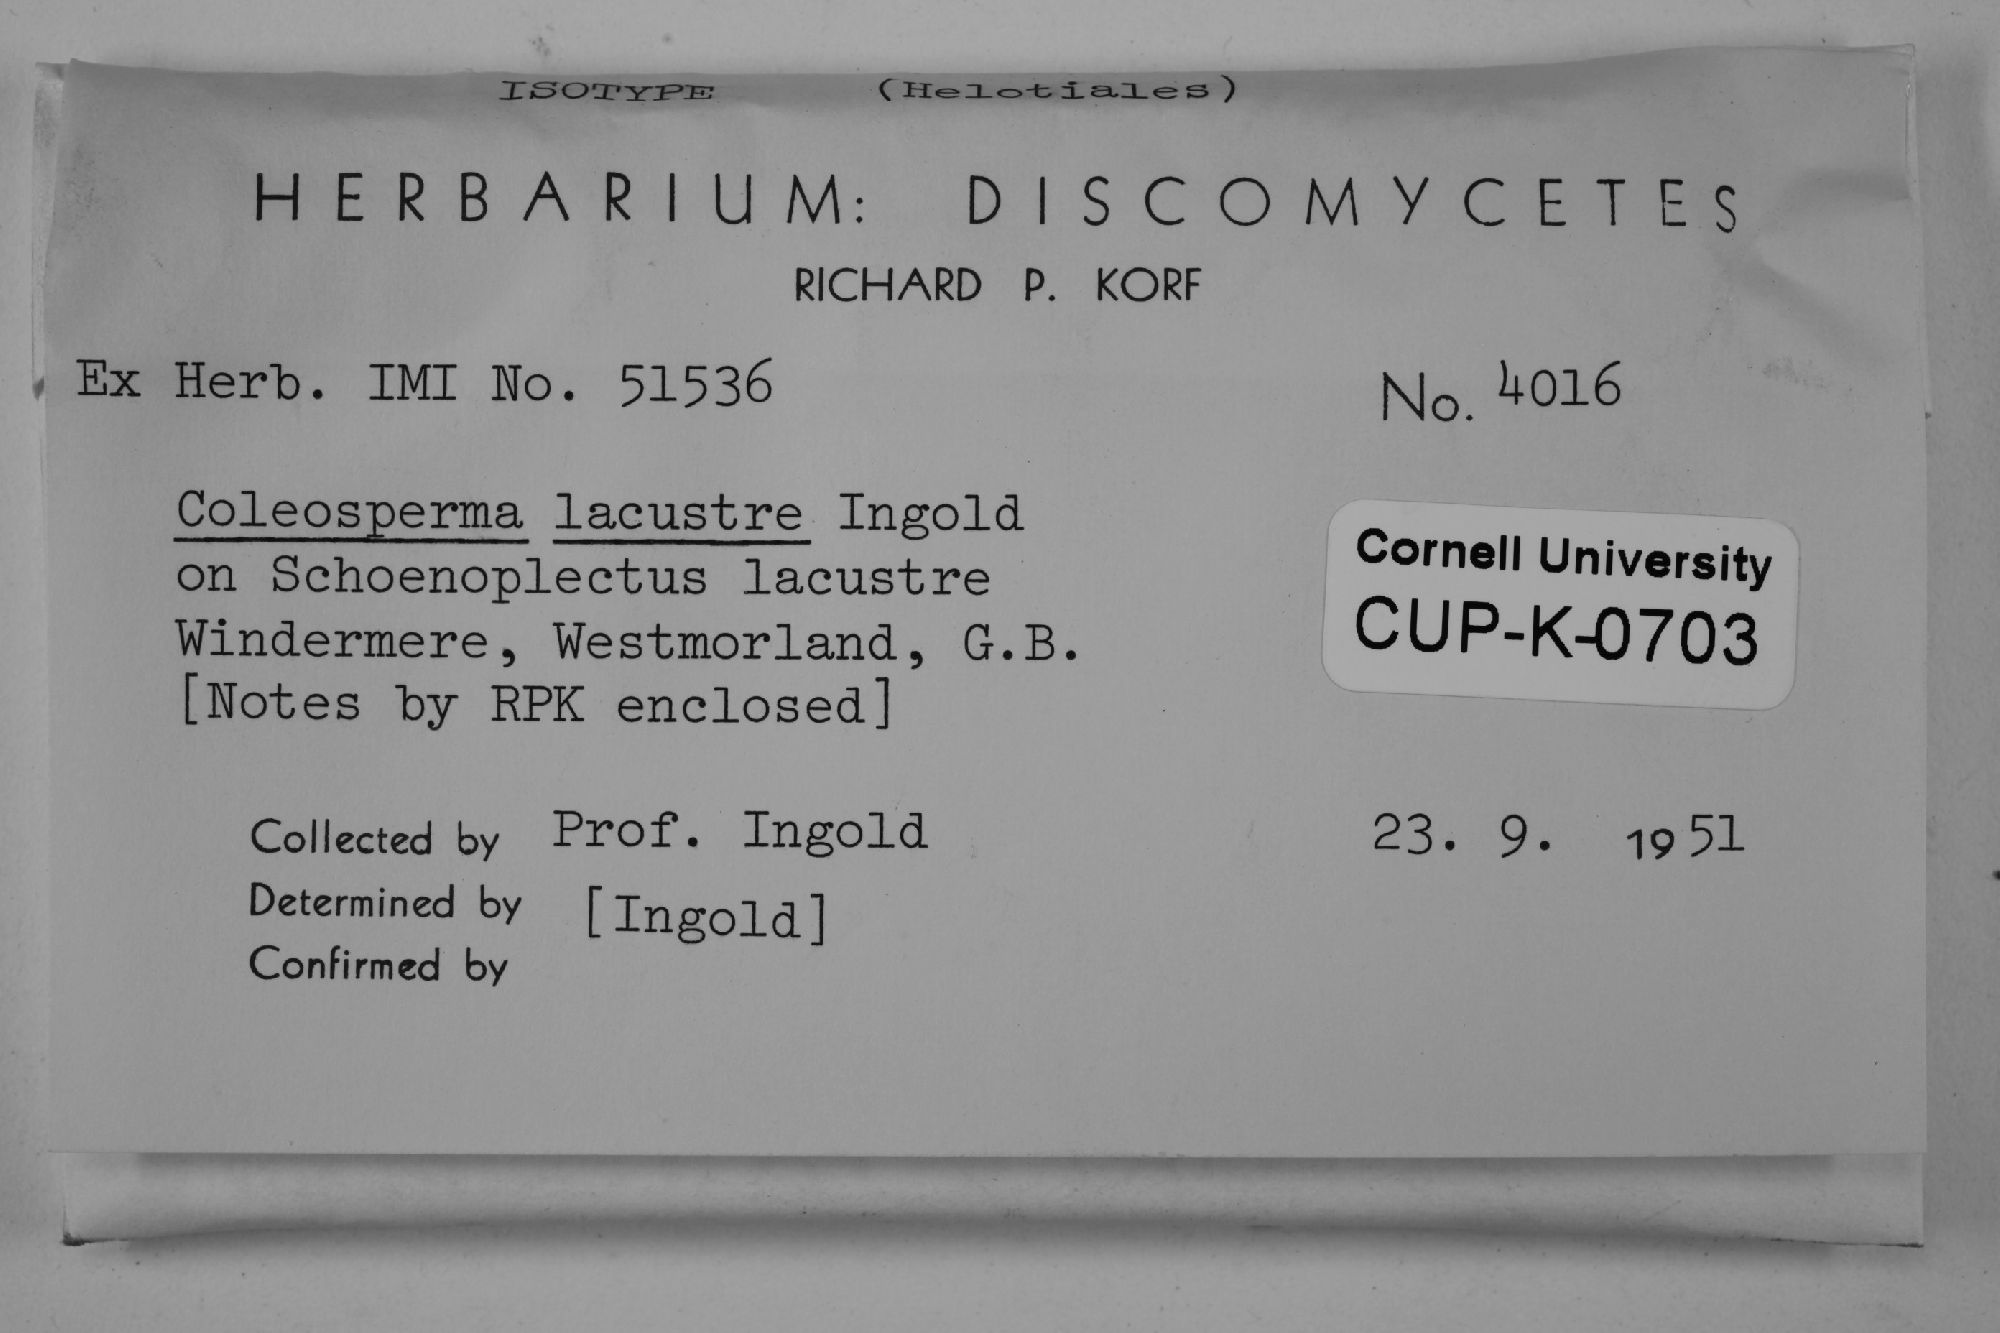 ISOTYPE (Helotiales)
HERBARIUM: DISCOMYCETES
RICHARD P. KORF
Ex Herb. IMI No. 51536 No. 4016
Coleosperma lacustre Ingold
on Schoenoplectus lacustre
Windermere, Westmorland, G.B.
[Notes by RPK enclosed]
Cornell University
CUP-K-0703
Collected by Prof. Ingold 23. 9. 1951
Determined by [Ingold]
Confirmed by